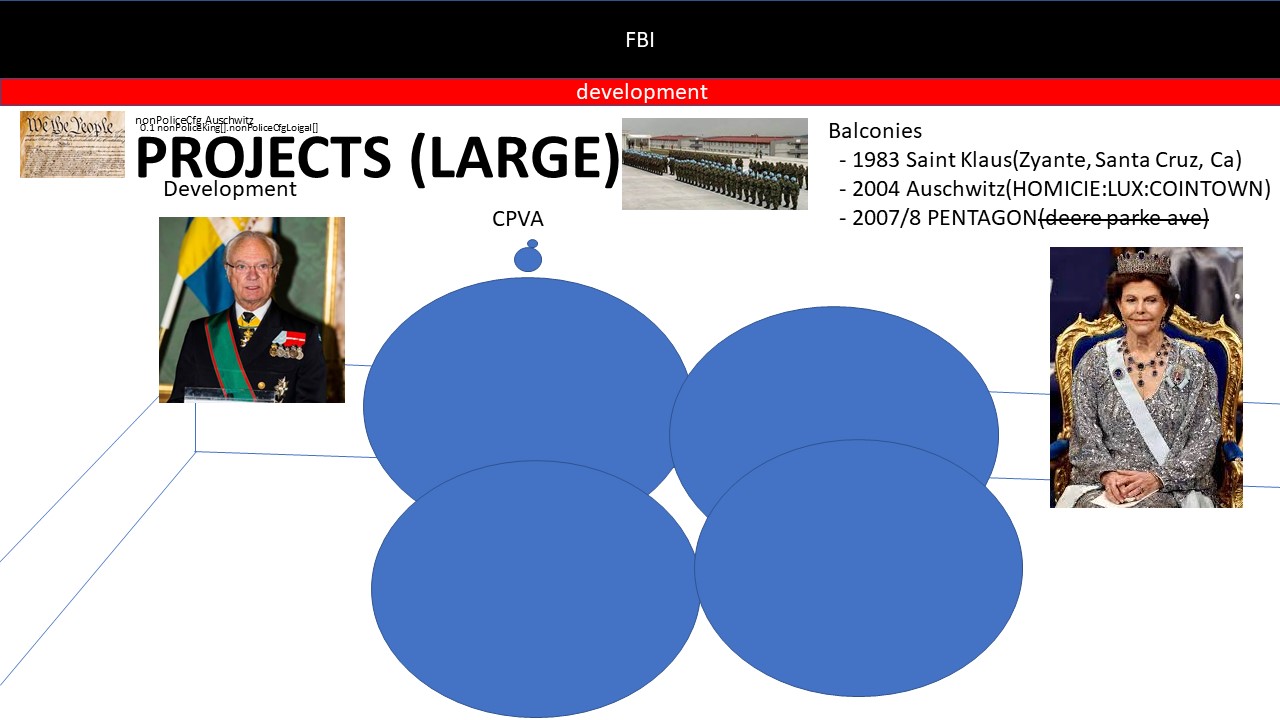 FBI
development
We the People
nonPoliceCfg.Auschwitz
0.1 nonPoliceKing[].nonPoliceCfgLoigal[]
PROJECTS (LARGE)
Development
CPVA
Balconies
- 1983 Saint Klaus(Zyante, Santa Cruz, Ca)
- 2004 Auschwitz(HOMICIE:LUX:COINTOWN)
- 2007/8 PENTAGON(deere parke ave)